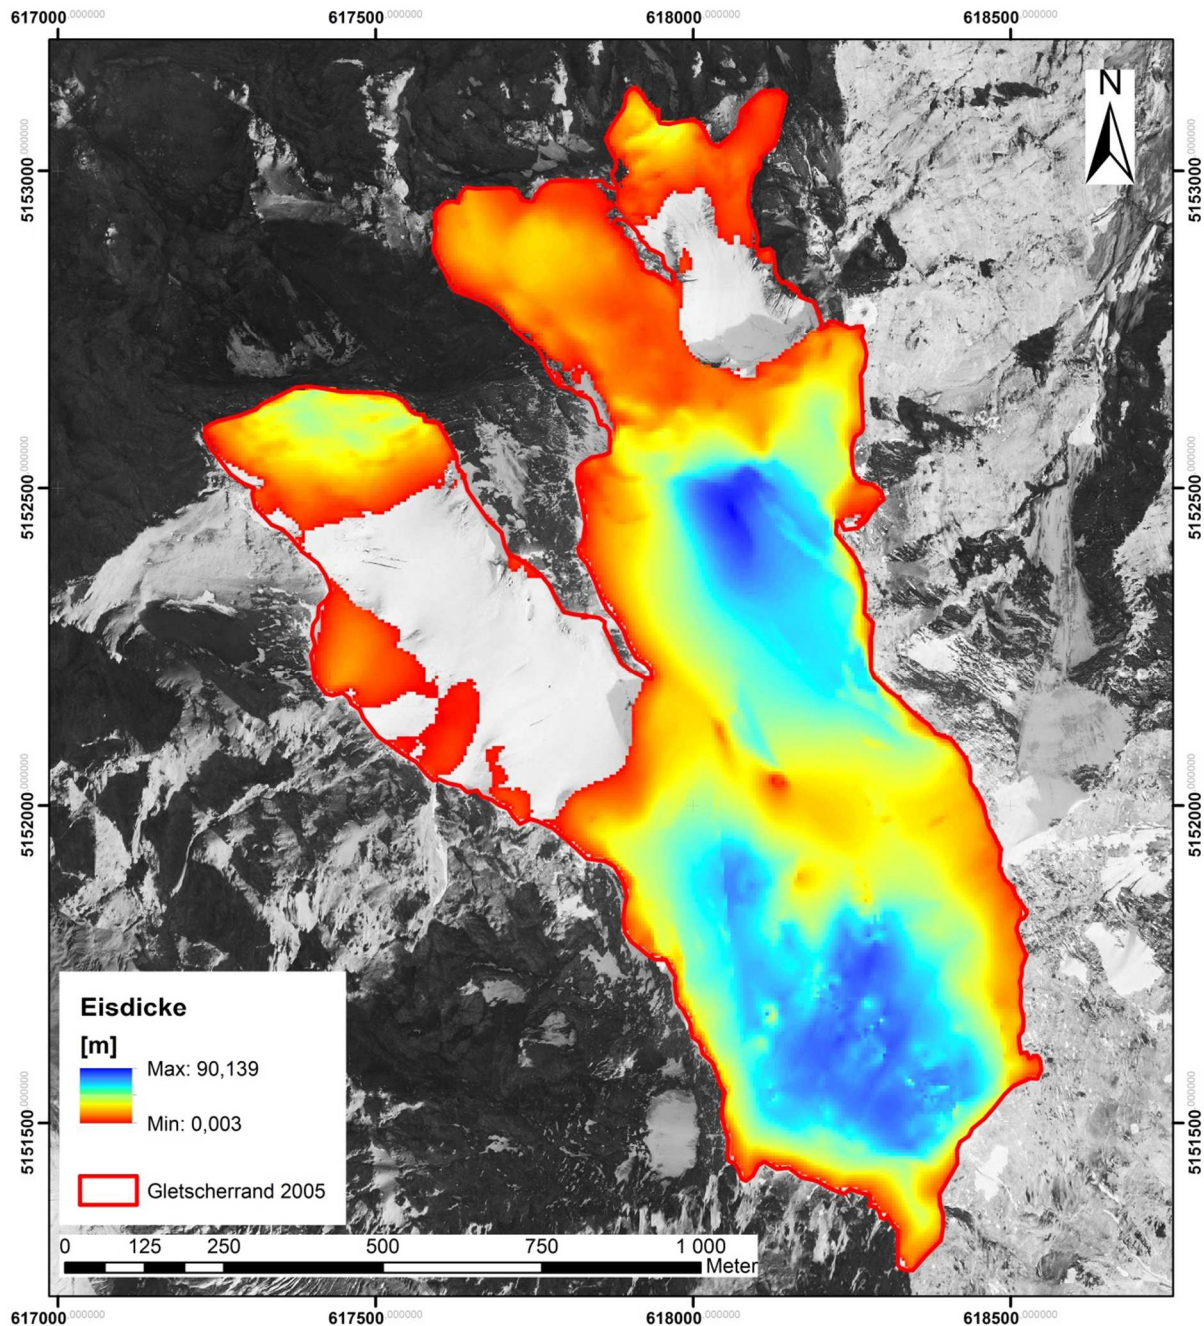 617000.000000 617500.000000 618000.000000 618500.000000
N
5153000.000000 5153000.000000
5152500.000000 5152500.000000
5152000.000000 5152000.000000
5151500.000000 5151500.000000
Eisdicke
[m]
Max: 90,139
Min: 0,003
Gletscherrand 2005
0 125 250 500 750 1 000
Meter
617000.000000 617500.000000 618000.000000 618500.000000